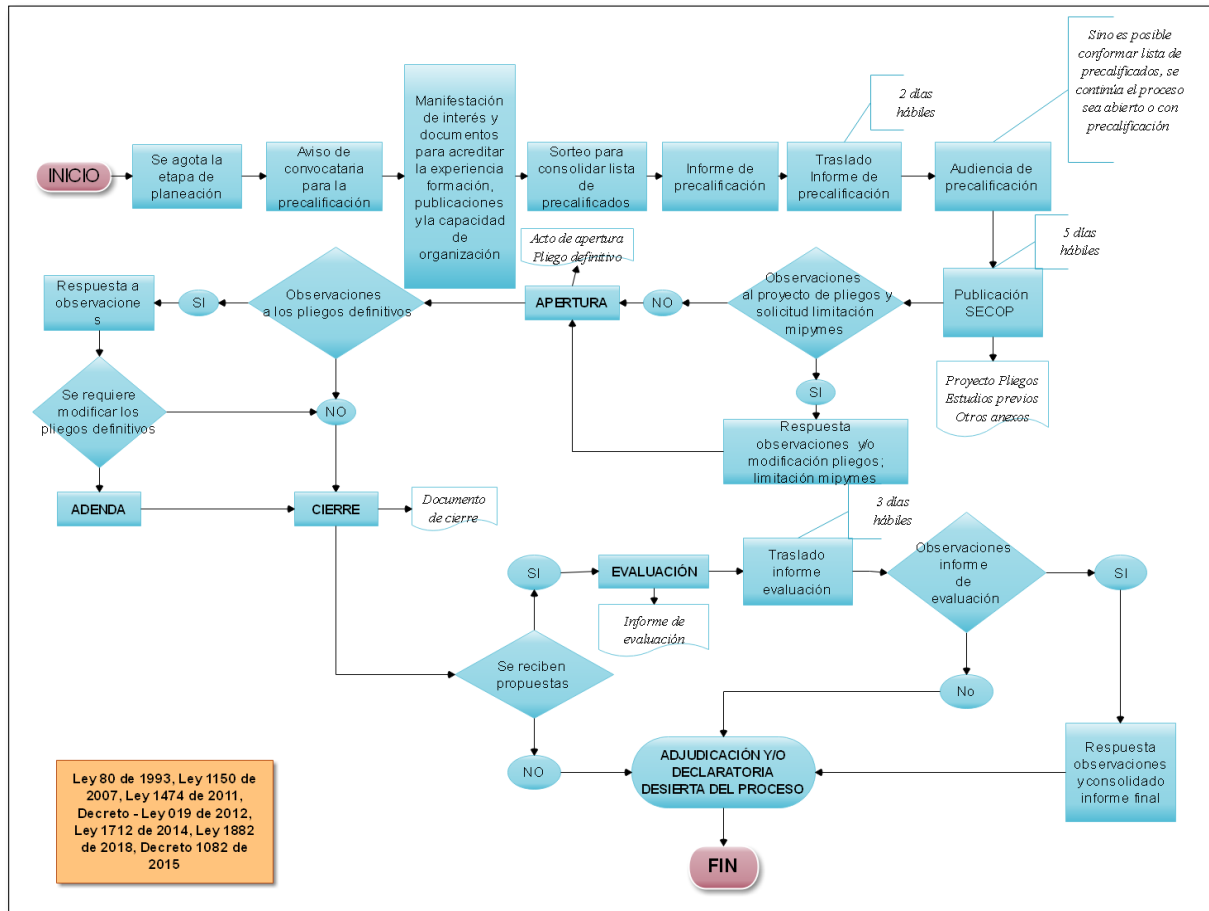 INICIO
Se agota la
etapa de
planeación
Aviso de
convocataria
para la
precalificación
Manifestación
de interés y
documentos
para acreditar
la experiencia
formación,
publicaciones
y la capacidad
de
organización
Sorteo para
consolidar lista
de
precalificados
Informe de
precalificación
Traslado
Informe de
precalificación
2 días
hábiles
Audiencia de
precalificación
Sino es posible
conformar lista de
precalificados, se
continúa el proceso
sea abierto o con
precalificación
5 días
hábiles
Publicación
SECOP
Proyecto Pliegos
Estudios previos
Otros anexos
Observaciones
al proyecto de pliegos y
solicitud limitación
mipymes
NO
SI
Respuesta
observaciones y/o
modificación pliegos;
limitación mipymes
Acto de apertura
Pliego definitivo
APERTURA
Observaciones
a los pliegos definitivos
SI
Respuesta a
observacione
s
Se requiere
modificar los
pliegos definitivos
NO
ADENDA
CIERRE
Documento
de cierre
Se reciben
propuestas
SI
NO
EVALUACIÓN
Informe de
evaluación
Traslado
informe
evaluación
3 días
hábiles
Observaciones
informe
de
evaluación
SI
No
Respuesta
observaciones
y consolidado
informe final
ADJUDICACIÓN Y/O
DECLARATORIA
DESIERTA DEL PROCESO
FIN
Ley 80 de 1993, Ley 1150 de
2007, Ley 1474 de 2011,
Decreto - Ley 019 de 2012,
Ley 1712 de 2014, Ley 1882
de 2018, Decreto 1082 de
2015